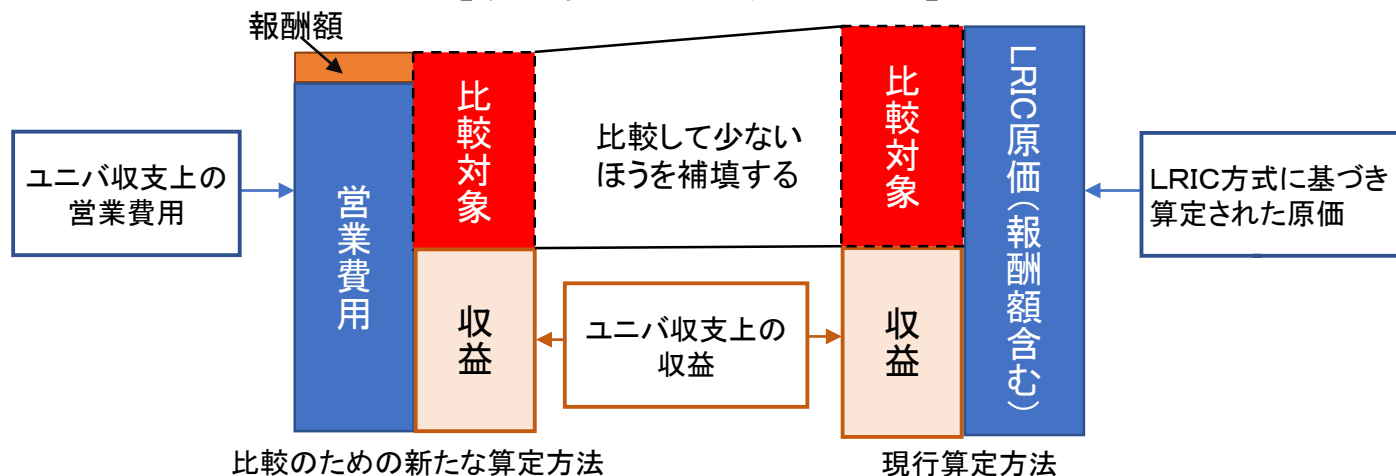 報酬額
ユニバ収支上の
営業費用
営業費用
比較対象
収益
比較して少ない
ほうを補填する
ユニバ収支上の
収益
比較対象
収益
LRIC原価(報酬額含む)
LRIC方式に基づき
算定された原価
比較のための新たな算定方法
現行算定方法